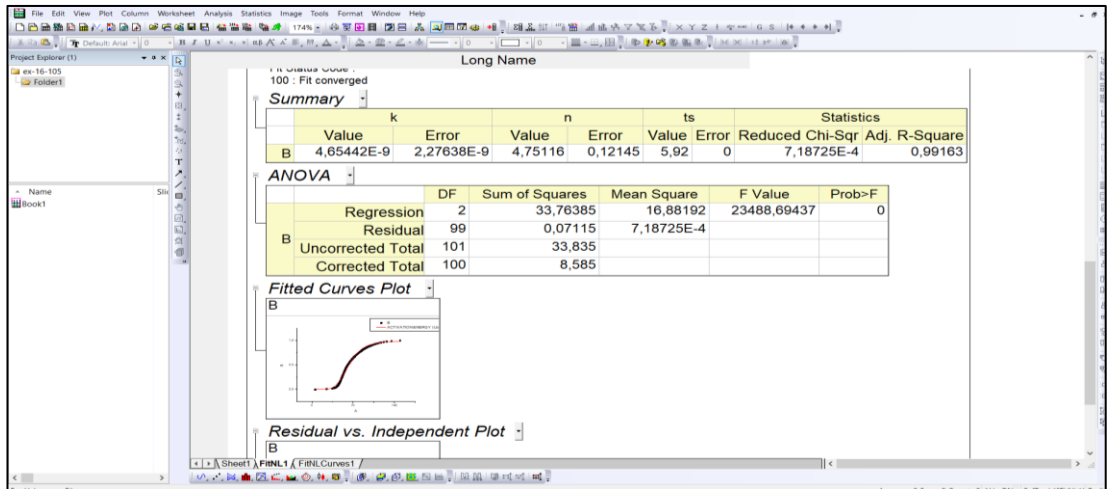 File Edit View Plot Column Worksheet Analysis Statistics Image Tools Format Window Help
174%
Default: Arial 0 B I U
Project Explorer (1)
ex-16-105
Folder1
Name
Book1
Long Name
100 : Fit converged
Summary
k n ts Statistics
Value Error Value Error Value Error Reduced Chi-Sqr Adj. R-Square
B 4,65442E-9 2,27638E-9 4,75116 0,12145 5,92 0 7,18725E-4 0,99163
ANOVA
DF Sum of Squares Mean Square F Value Prob>F
B
Regression 2 33,76385 16,88192 23488,69437 0
Residual 99 0,07115 7,18725E-4
Uncorrected Total 101 33,835
Corrected Total 100 8,585
Fitted Curves Plot
B
Residual vs. Independent Plot
B
Sheet1 FitNL1 FitNLCurves1